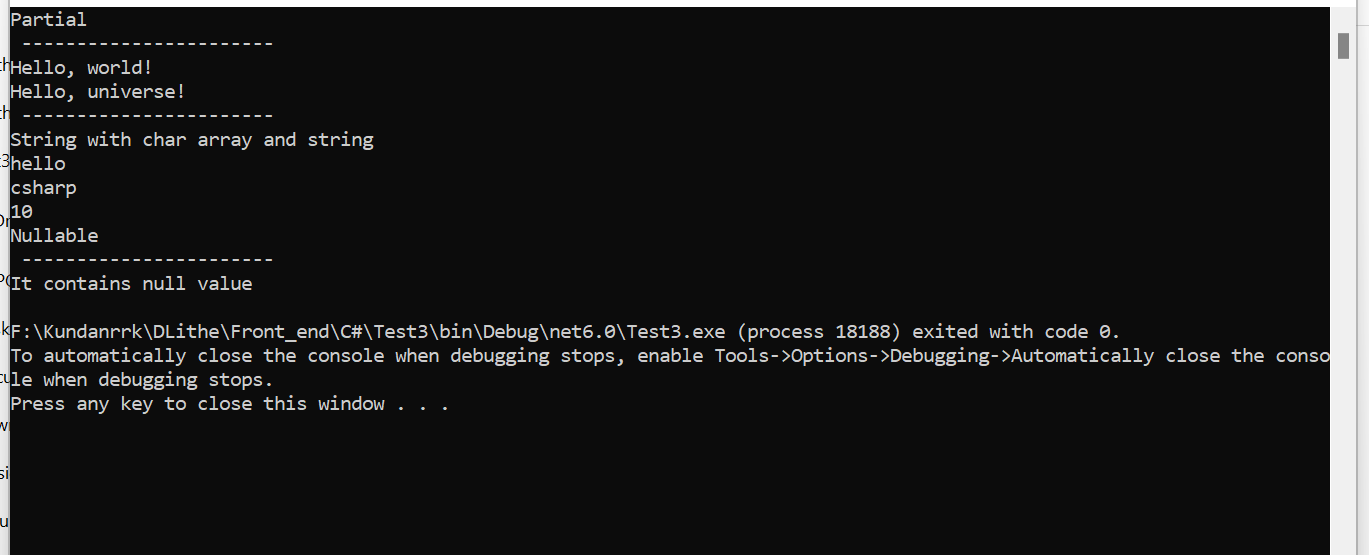 Partial
 -----------------------
Hello, world!
Hello, universe!
 -----------------------
String with char array and string
hello
csharp
10
Nullable
 -----------------------
It contains null value
F:\Kundanrrk\DLithe\Front_end\C#\Test3\bin\Debug\net6.0\Test3.exe (process 18188) exited with code 0.
To automatically close the console when debugging stops, enable Tools->Options->Debugging->Automatically close the conso
le when debugging stops.
Press any key to close this window . . .